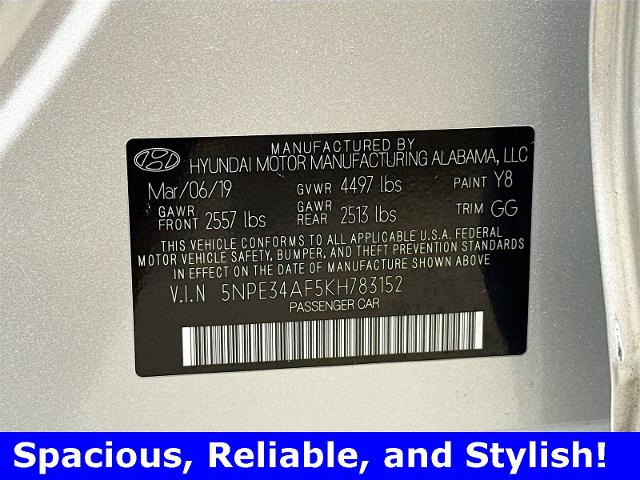 MANUFACTURED BY
HYUNDAI MOTOR MANUFACTURING ALABAMA, LLC
Mar/06/19 GVWR 4497 lbs PAINT Y8
GAWR FRONT 2557 lbs GAWR REAR 2513 lbs TRIM GG
THIS VEHICLE CONFORMS TO ALL APPLICABLE U.S.A. FEDERAL
MOTOR VEHICLE SAFETY, BUMPER, AND THEFT PREVENTION STANDARDS
IN EFFECT ON THE DATE OF MANUFACTURE SHOWN ABOVE
V.I.N 5NPE34AF5KH783152
PASSENGER CAR
Spacious, Reliable, and Stylish!